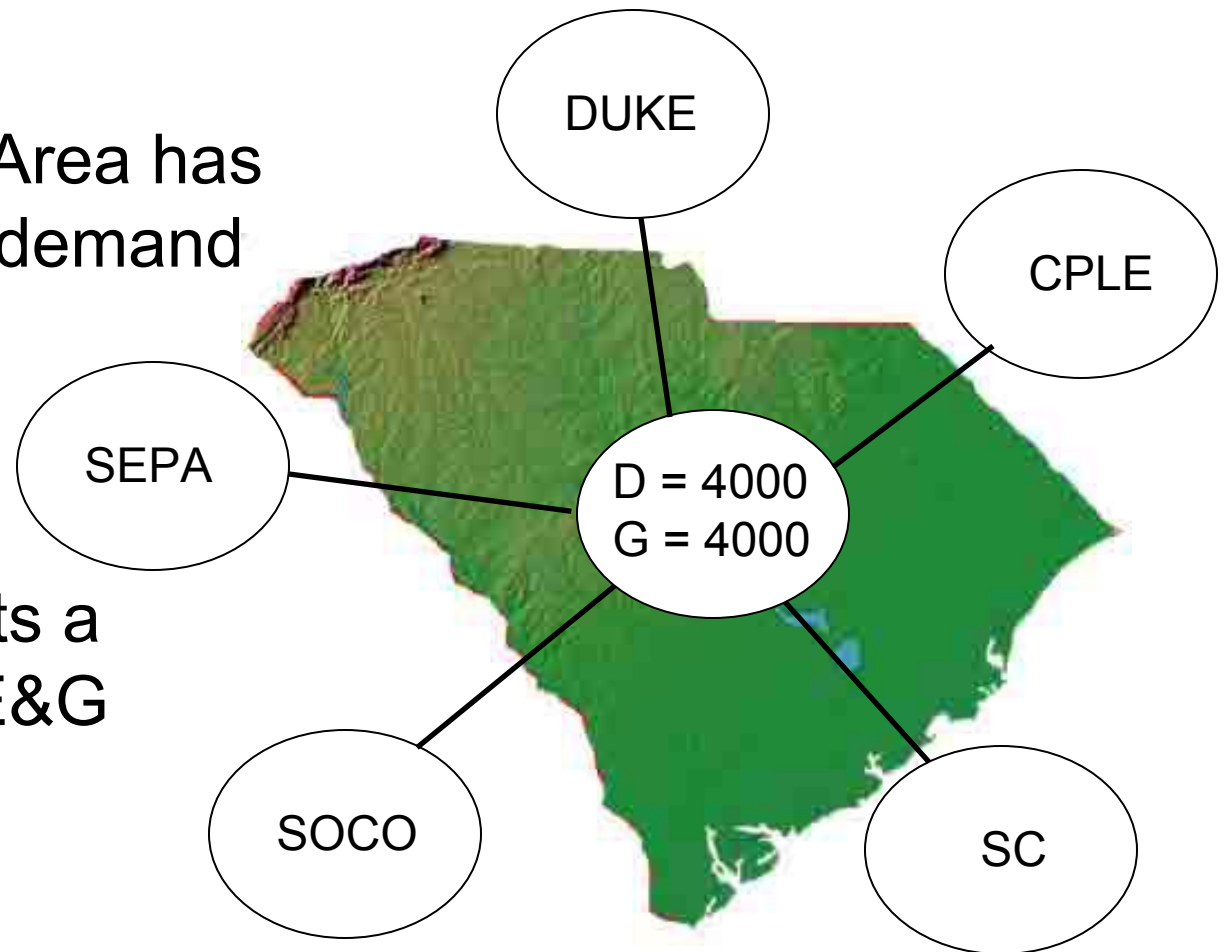 Area has
demand
ts a
E&G
DUKE
CPLE
SEPA
D = 4000
G = 4000
SOCO
SC